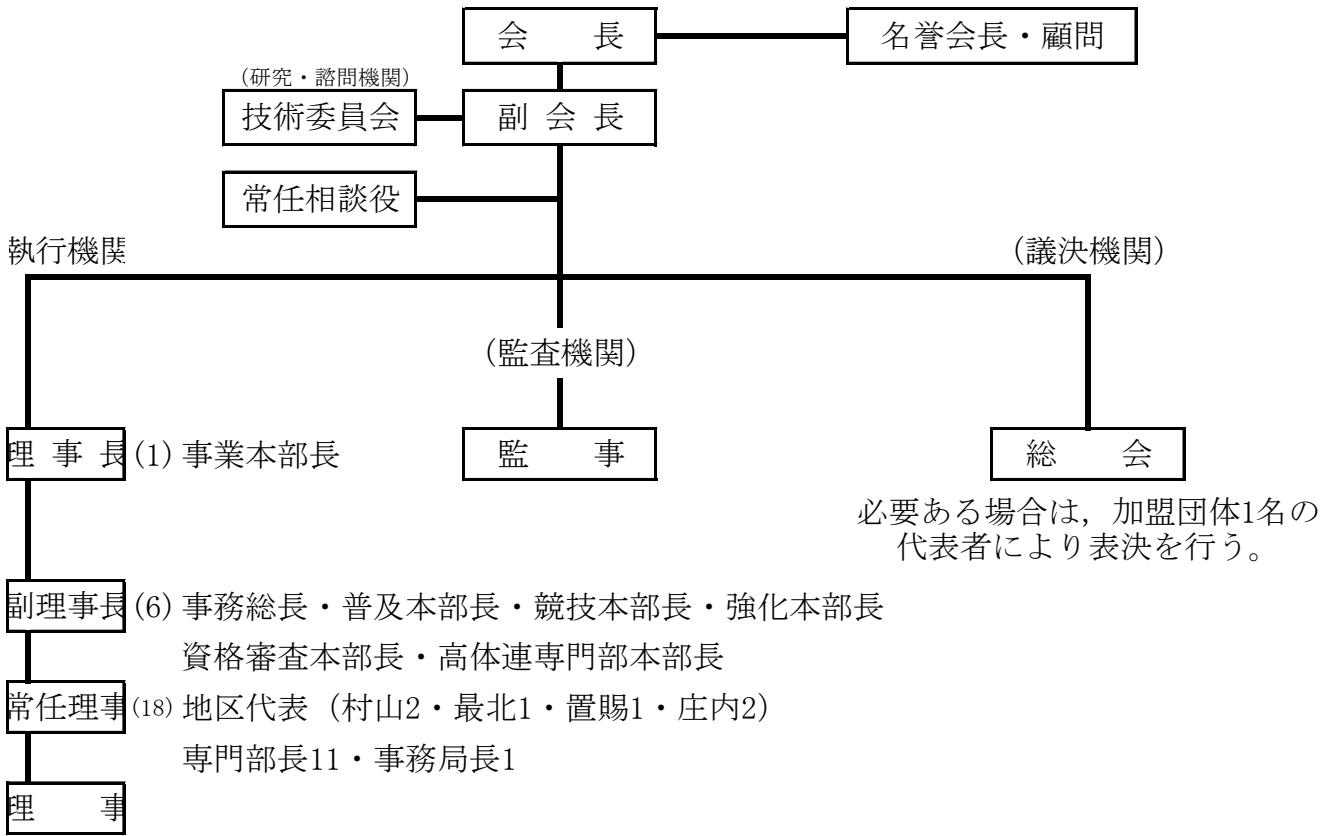 会　　長
名誉会長・顧問
(研究・諮問機関)
技術委員会
副 会 長
常任相談役
執行機関
(議決機関)
(監査機関)
理 事 長(1) 事業本部長
監　　事
総　　会
必要ある場合は，加盟団体1名の
代表者により表決を行う。
副理事長(6) 事務総長・普及本部長・競技本部長・強化本部長
資格審査本部長・高体連専門部本部長
常任理事(18) 地区代表（村山2・最北1・置賜1・庄内2）
専門部長11・事務局長1
理　　事